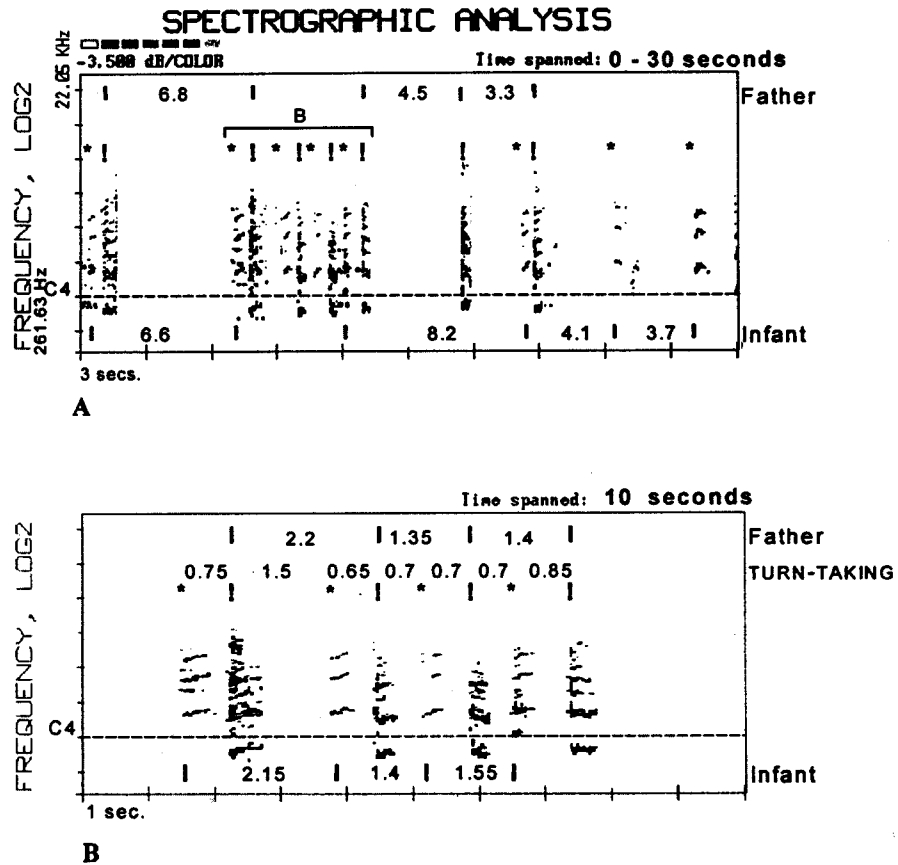 SPECTROGRAPHIC ANALYSIS
-3.500 dB/COLOR
Time spanned: 0 - 30 seconds
22.05 KHz
FREQUENCY, LOG2
261.63 Hz
C4
6.8 4.5 3.3 Father
B
* * * * * * * *
6.6 8.2 4.1 3.7 Infant
3 secs.
A
Time spanned: 10 seconds
FREQUENCY, LOG2
C4
2.2 1.35 1.4 Father
0.75 1.5 0.65 0.7 0.7 0.7 0.85 TURN-TAKING
* * * *
2.15 1.4 1.55 Infant
1 sec.
B